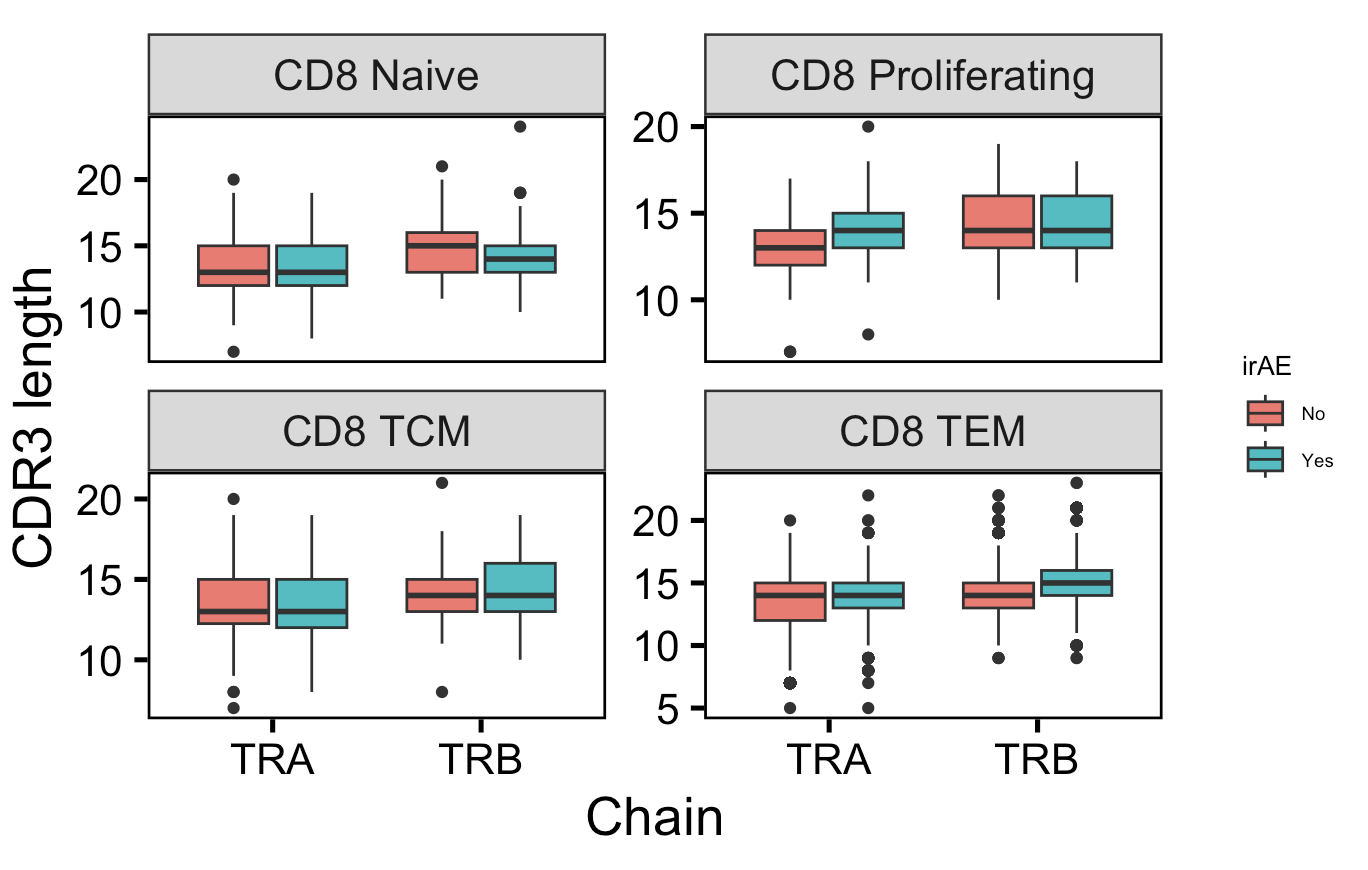 CD8 Naive
CD8 Proliferating
20
15
10
20
15
10
CDR3 length
irAE
No
Yes
CD8 TCM
CD8 TEM
20
15
10
20
15
10
5
TRA
TRB
TRA
TRB
Chain